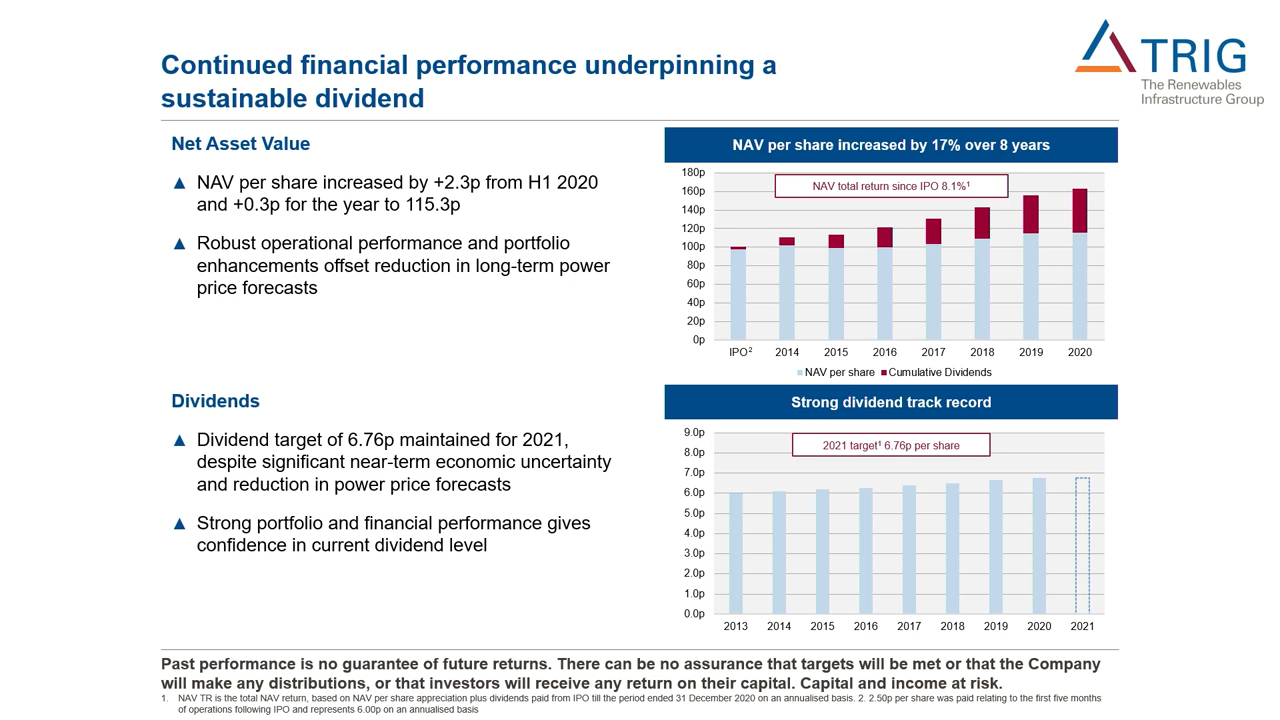 Continued financial performance underpinning a
sustainable dividend
TRIG
The Renewables
Infrastructure Group
Net Asset Value
▲ NAV per share increased by +2.3p from H1 2020
and +0.3p for the year to 115.3p
▲ Robust operational performance and portfolio
enhancements offset reduction in long-term power
price forecasts
NAV per share increased by 17% over 8 years
NAV total return since IPO 8.1%¹
180p
160p
140p
120p
100p
80p
60p
40p
20p
0p
IPO² 2014 2015 2016 2017 2018 2019 2020
NAV per share Cumulative Dividends
Dividends
▲ Dividend target of 6.76p maintained for 2021,
despite significant near-term economic uncertainty
and reduction in power price forecasts
▲ Strong portfolio and financial performance gives
confidence in current dividend level
Strong dividend track record
2021 target¹ 6.76p per share
9.0p
8.0p
7.0p
6.0p
5.0p
4.0p
3.0p
2.0p
1.0p
0.0p
2013 2014 2015 2016 2017 2018 2019 2020 2021
Past performance is no guarantee of future returns. There can be no assurance that targets will be met or that the Company
will make any distributions, or that investors will receive any return on their capital. Capital and income at risk.
1. NAV TR is the total NAV return, based on NAV per share appreciation plus dividends paid from IPO till the period ended 31 December 2020 on an annualised basis. 2. 2.50p per share was paid relating to the first five months
of operations following IPO and represents 6.00p on an annualised basis